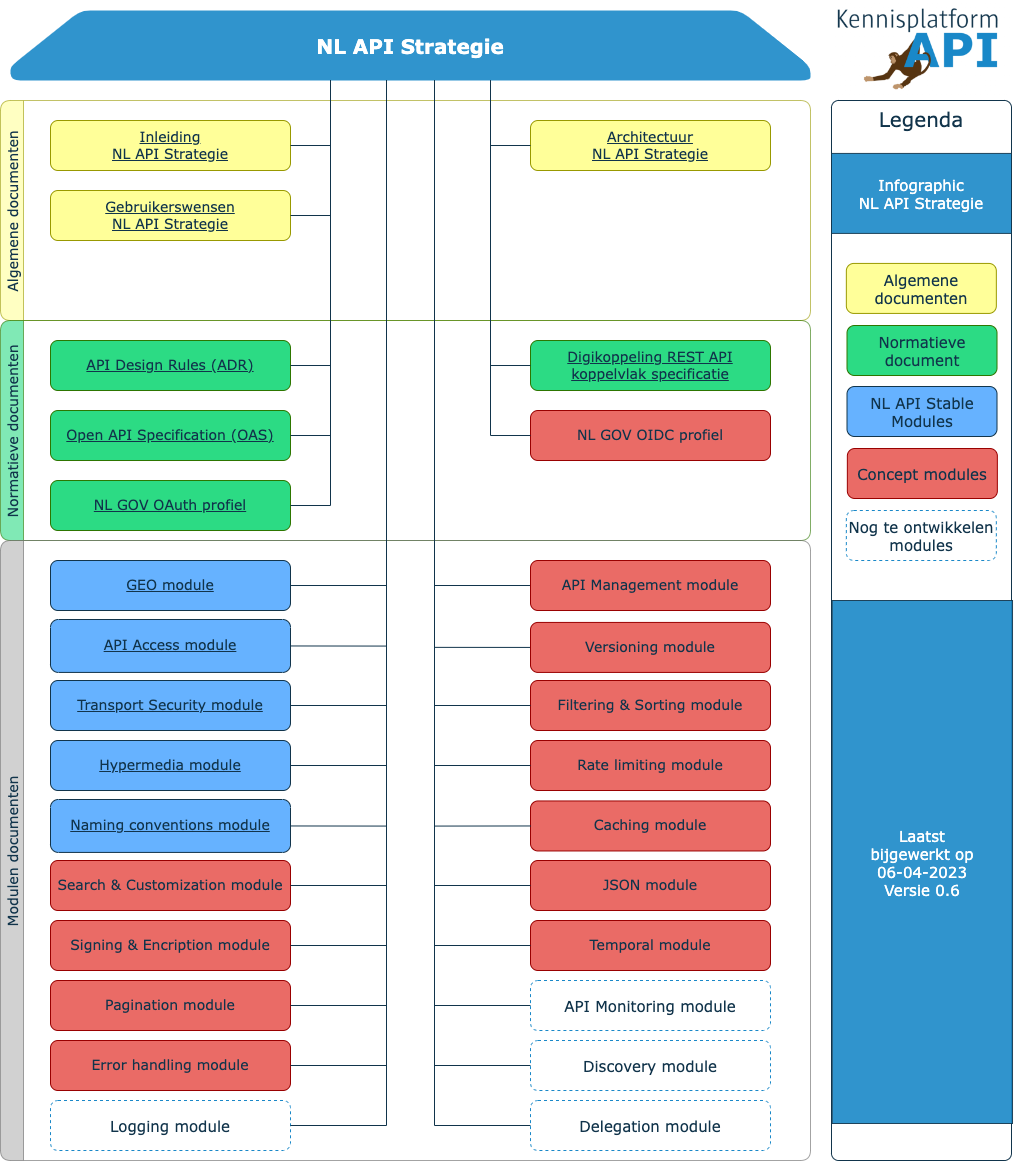 NL API Strategie
Kennisplatform
API
Algemene documenten
Inleiding
NL API Strategie
Gebruikerswensen
NL API Strategie
Architectuur
NL API Strategie
Normatieve documenten
API Design Rules (ADR)
Open API Specification (OAS)
NL GOV OAuth profiel
Digikoppeling REST API
koppelvlak specificatie
NL GOV OIDC profiel
Modulen documenten
GEO module
API Access module
Transport Security module
Hypermedia module
Naming conventions module
Search & Customization module
Signing & Encription module
Pagination module
Error handling module
Logging module
API Management module
Versioning module
Filtering & Sorting module
Rate limiting module
Caching module
JSON module
Temporal module
API Monitoring module
Discovery module
Delegation module
Legenda
Infographic
NL API Strategie
Algemene
documenten
Normatieve
document
NL API Stable
Modules
Concept modules
Nog te ontwikkelen
modules
Laatst
bijgewerkt op
06-04-2023
Versie 0.6